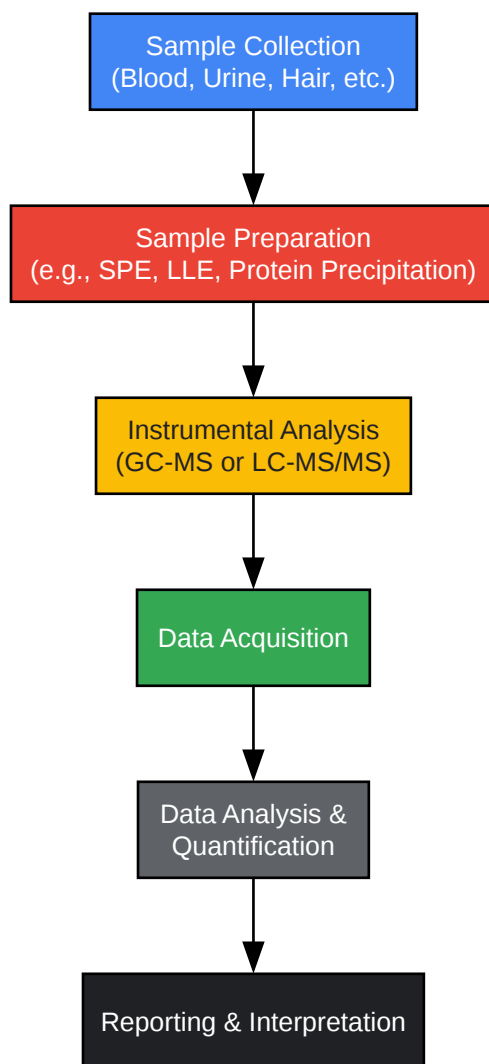 Sample Collection
(Blood, Urine, Hair, etc.)
Sample Preparation
(e.g., SPE, LLE, Protein Precipitation)
Instrumental Analysis
(GC-MS or LC-MS/MS)
Data Acquisition
Data Analysis &
Quantification
Reporting & Interpretation